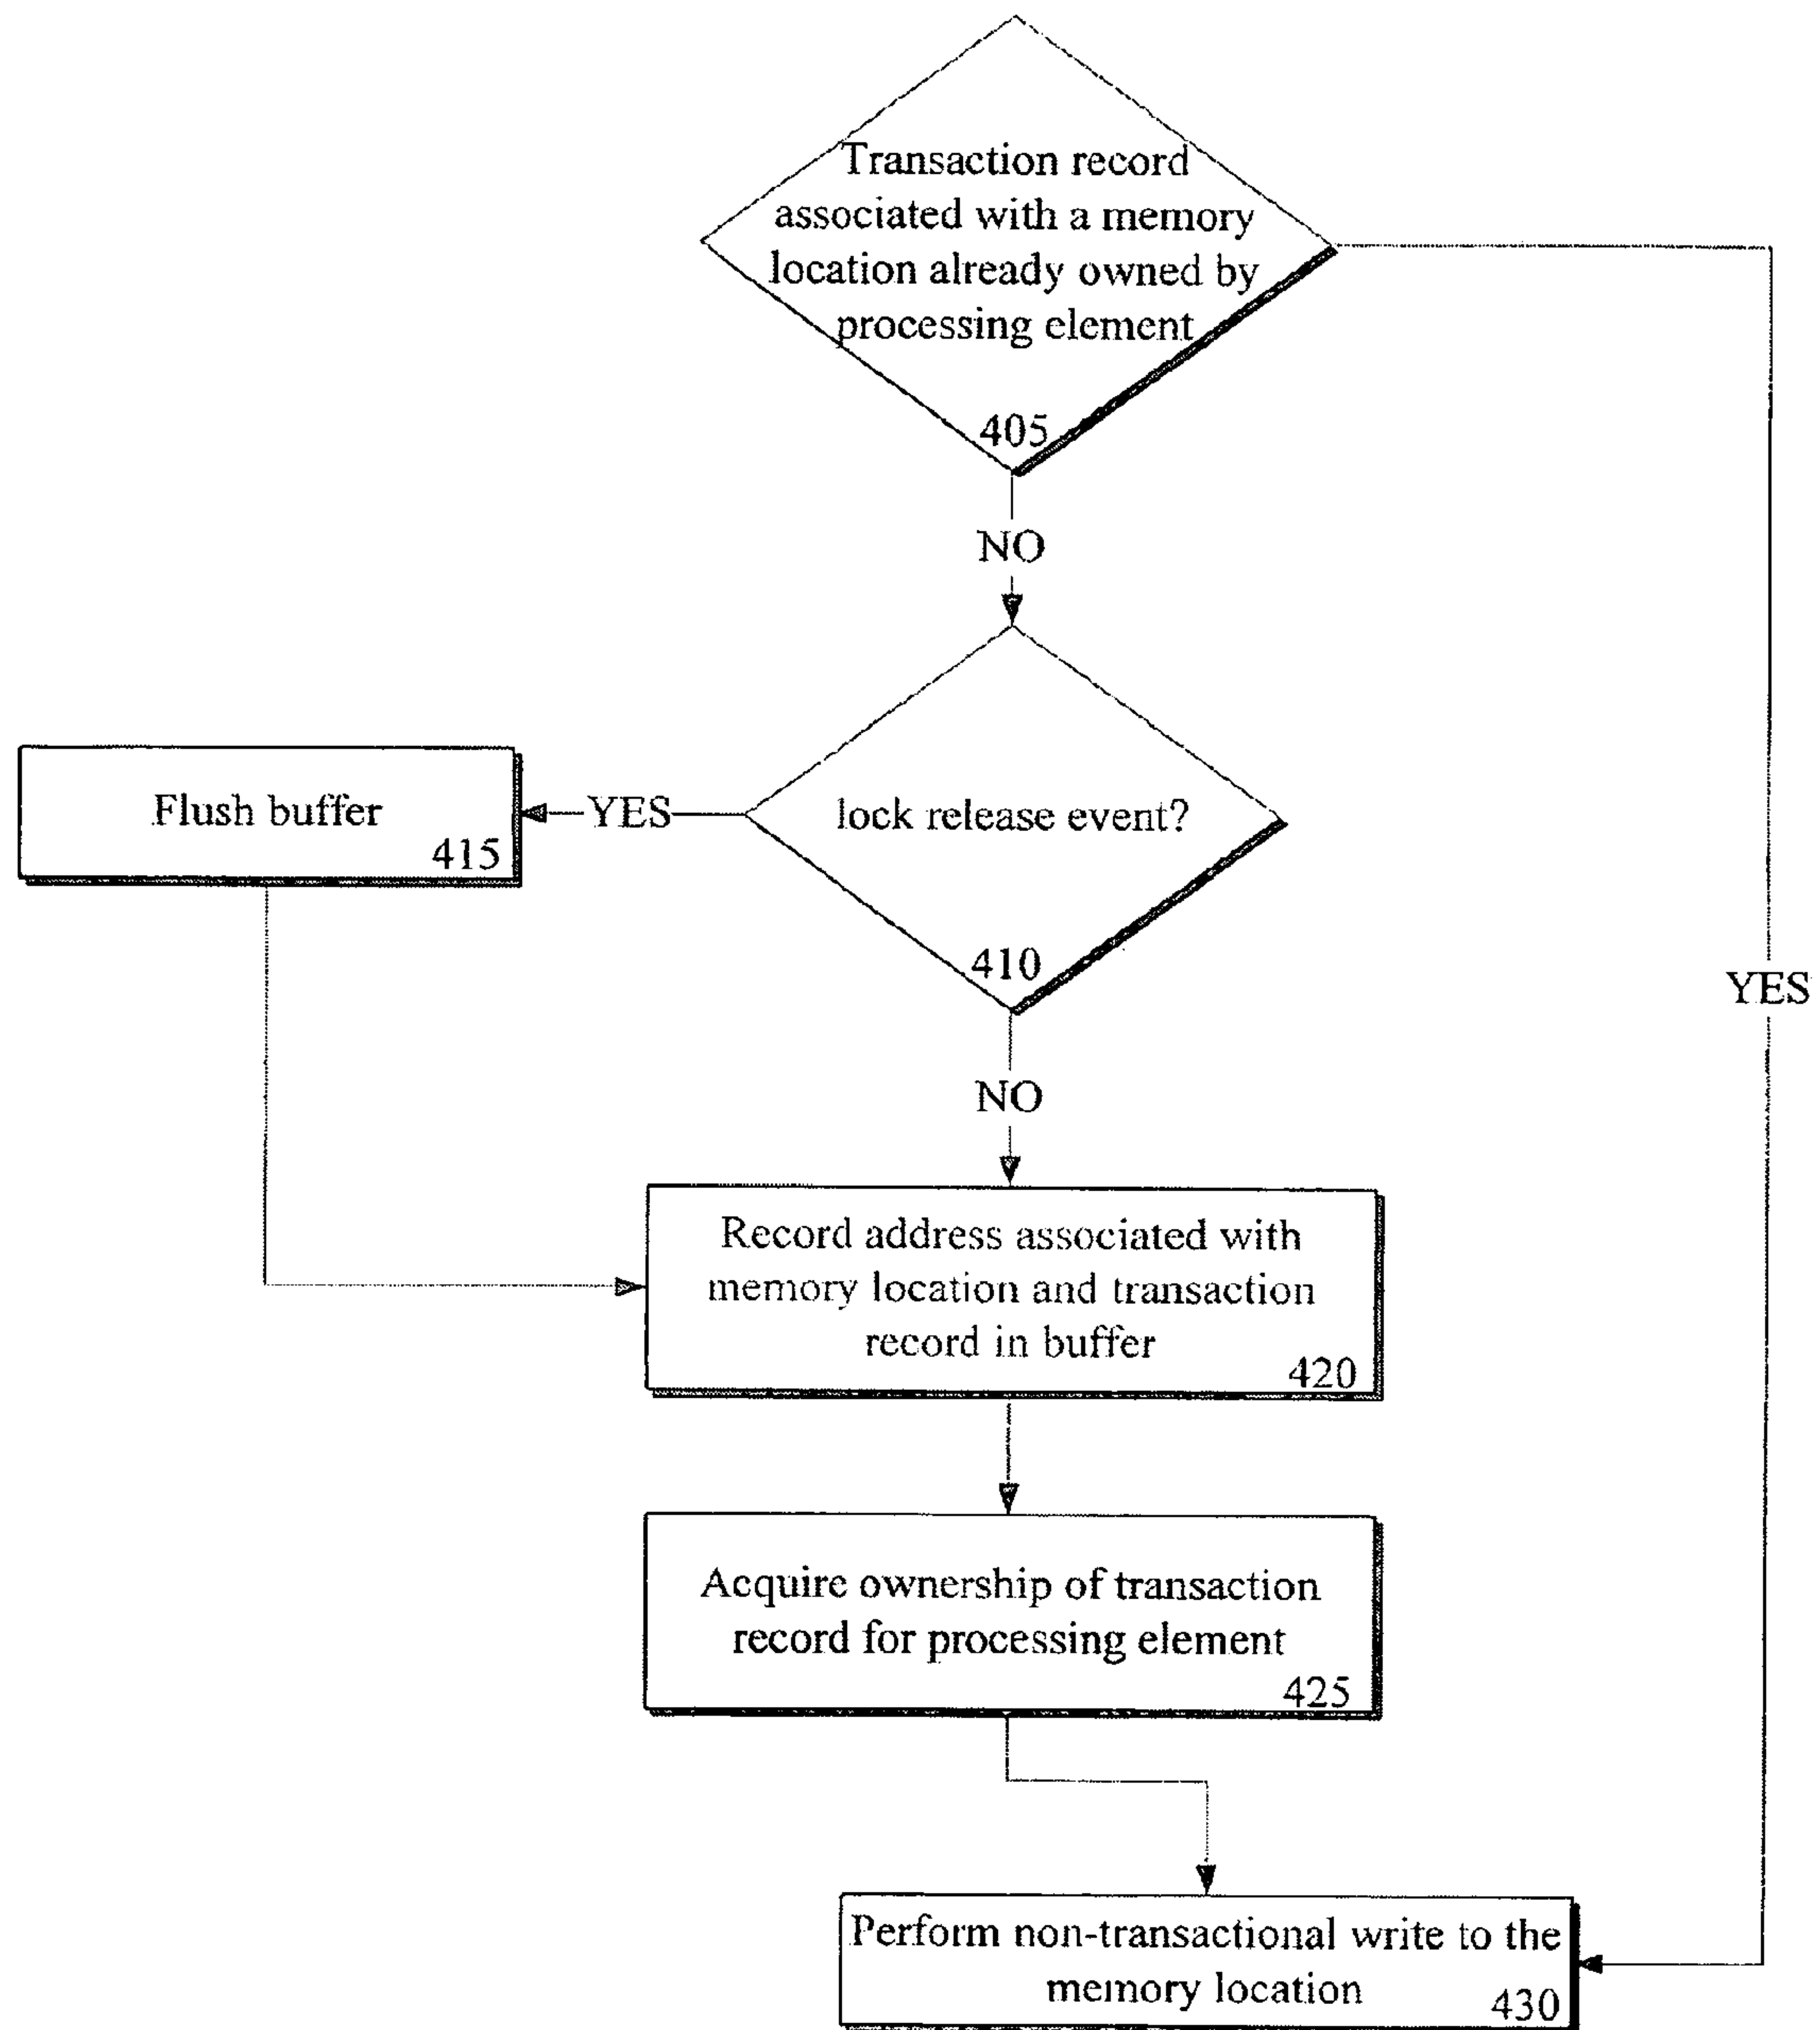 Transaction record
associated with a memory
location already owned by
processing element
405
NO
lock release event?
410
YES
Flush buffer
415
YES
NO
Record address associated with
memory location and transaction
record in buffer
420
Acquire ownership of transaction
record for processing element
425
Perform non-transactional write to the
memory location
430